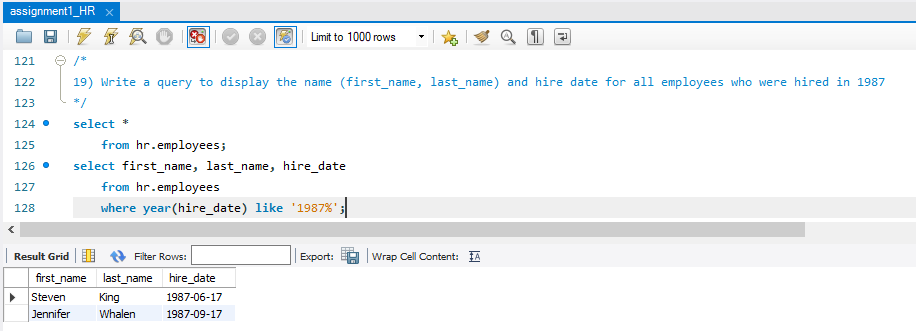 assignment1_HR
Limit to 1000 rows
121 /*
122 19) Write a query to display the name (first_name, last_name) and hire date for all employees who were hired in 1987
123 */
124 select *
125 from hr.employees;
126 select first_name, last_name, hire_date
127 from hr.employees
128 where year(hire_date) like '1987%';
Result Grid Filter Rows: Export: Wrap Cell Content:
first_name last_name hire_date
Steven King 1987-06-17
Jennifer Whalen 1987-09-17